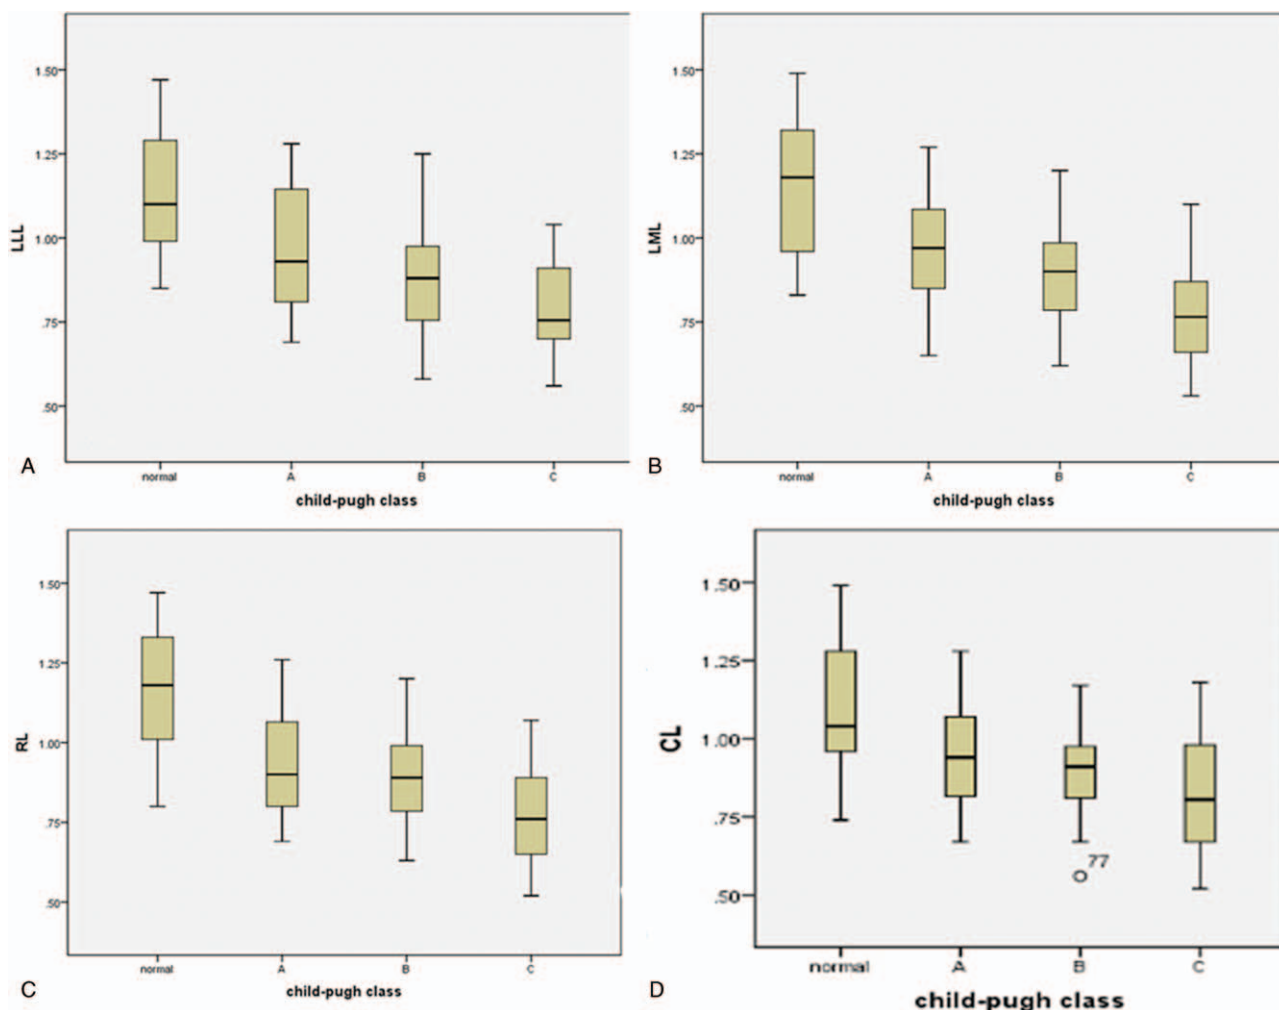 1.50
1.25
1.00
.75
.50
LLL
normal A B C
child-pugh class
A
1.50
1.25
1.00
.75
.50
LML
normal A B C
child-pugh class
B
1.50
1.25
1.00
.75
.50
RL
normal A B C
child-pugh class
C
1.50
1.25
1.00
.75
.50
CL
77
normal A B C
child-pugh class
D